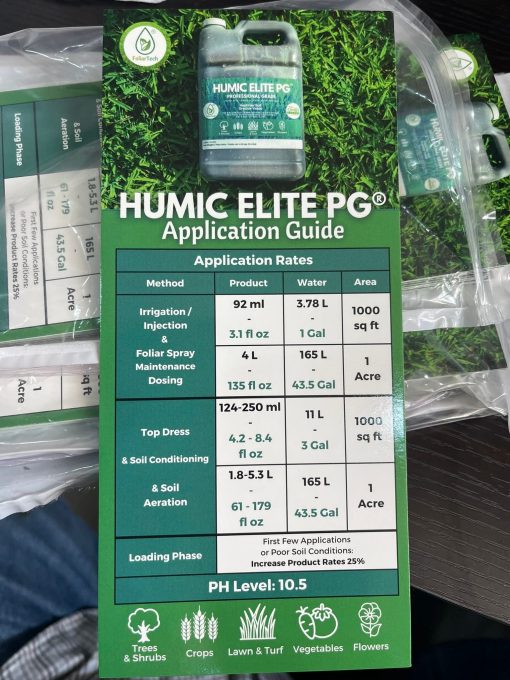 FoliarTech
HUMIC ELITE PG
PROFESSIONAL GRADE
HUMIC ELITE PG®
Application Guide
Application Rates
Method Product Water Area
Irrigation / Injection & Foliar Spray Maintenance Dosing
92 ml - 3.1 fl oz
3.78 L - 1 Gal
1000 sq ft
4 L - 135 fl oz
165 L - 43.5 Gal
1 Acre
Top Dress & Soil Conditioning & Soil Aeration
124-250 ml - 4.2 - 8.4 fl oz
11 L - 3 Gal
1000 sq ft
1.8-5.3 L - 61 - 179 fl oz
165 L - 43.5 Gal
1 Acre
Loading Phase
First Few Applications
or Poor Soil Conditions:
Increase Product Rates 25%
PH Level: 10.5
Trees & Shrubs
Crops
Lawn & Turf
Vegetables
Flowers
& Soil
Aeration
1.8-5.3 L
-
61 - 179
fl oz
165 L
-
43.5 Gal
1
Acre
Loading Phase
First Few Applications
or Poor Soil Conditions:
Increase Product Rates 25%
sq ft
1
Acre
HUMIC ELITE